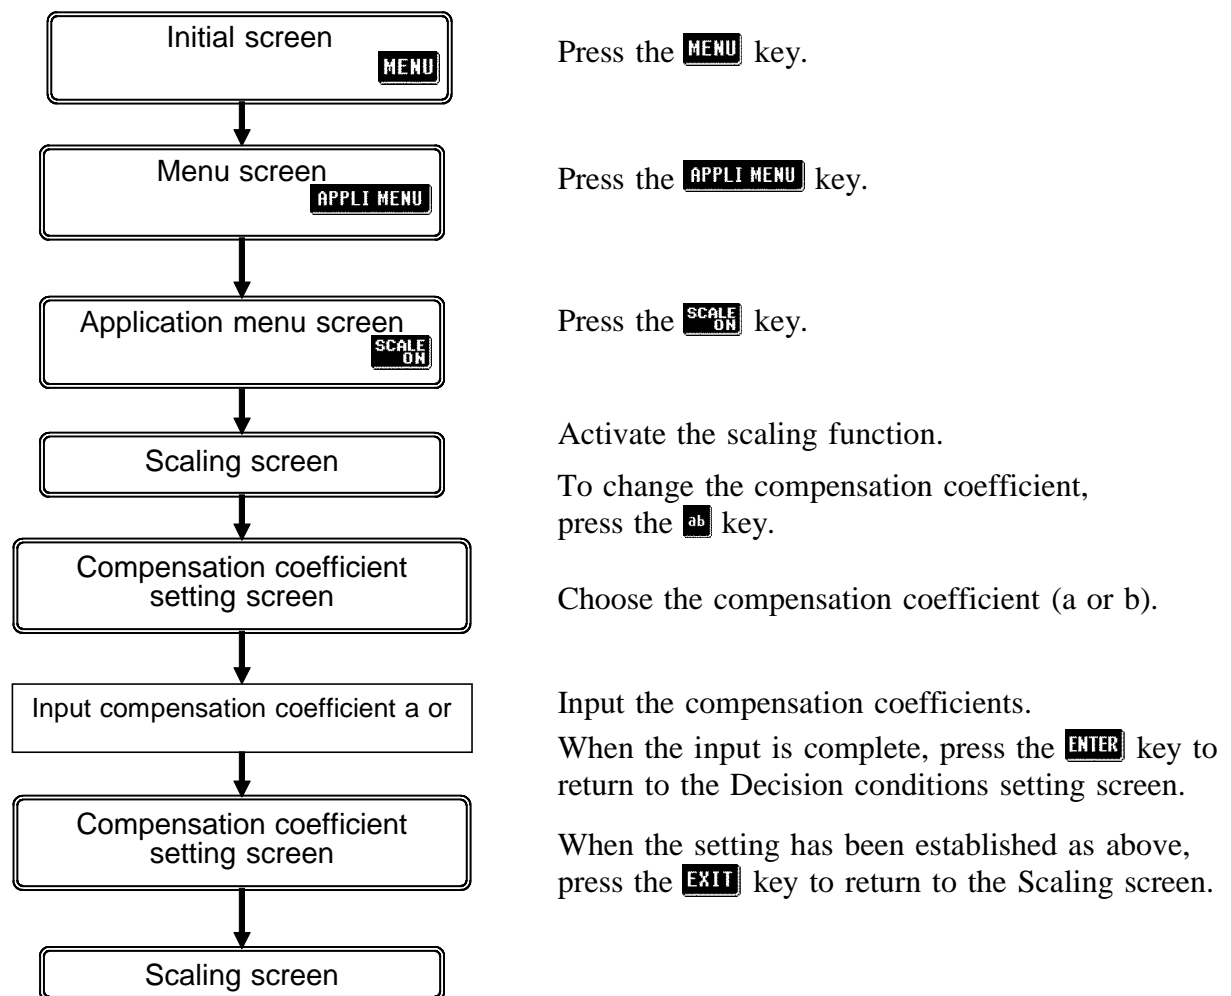 Initial screen
MENU
Press the MENU key.
Menu screen
APPLI MENU
Press the APPLI MENU key.
Application menu screen
SCALE
ON
Press the SCALE ON key.
Scaling screen
Activate the scaling function.
To change the compensation coefficient,
press the ab key.
Compensation coefficient
setting screen
Choose the compensation coefficient (a or b).
Input compensation coefficient a or
Input the compensation coefficients.
When the input is complete, press the ENTER key to
return to the Decision conditions setting screen.
Compensation coefficient
setting screen
When the setting has been established as above,
press the EXIT key to return to the Scaling screen.
Scaling screen